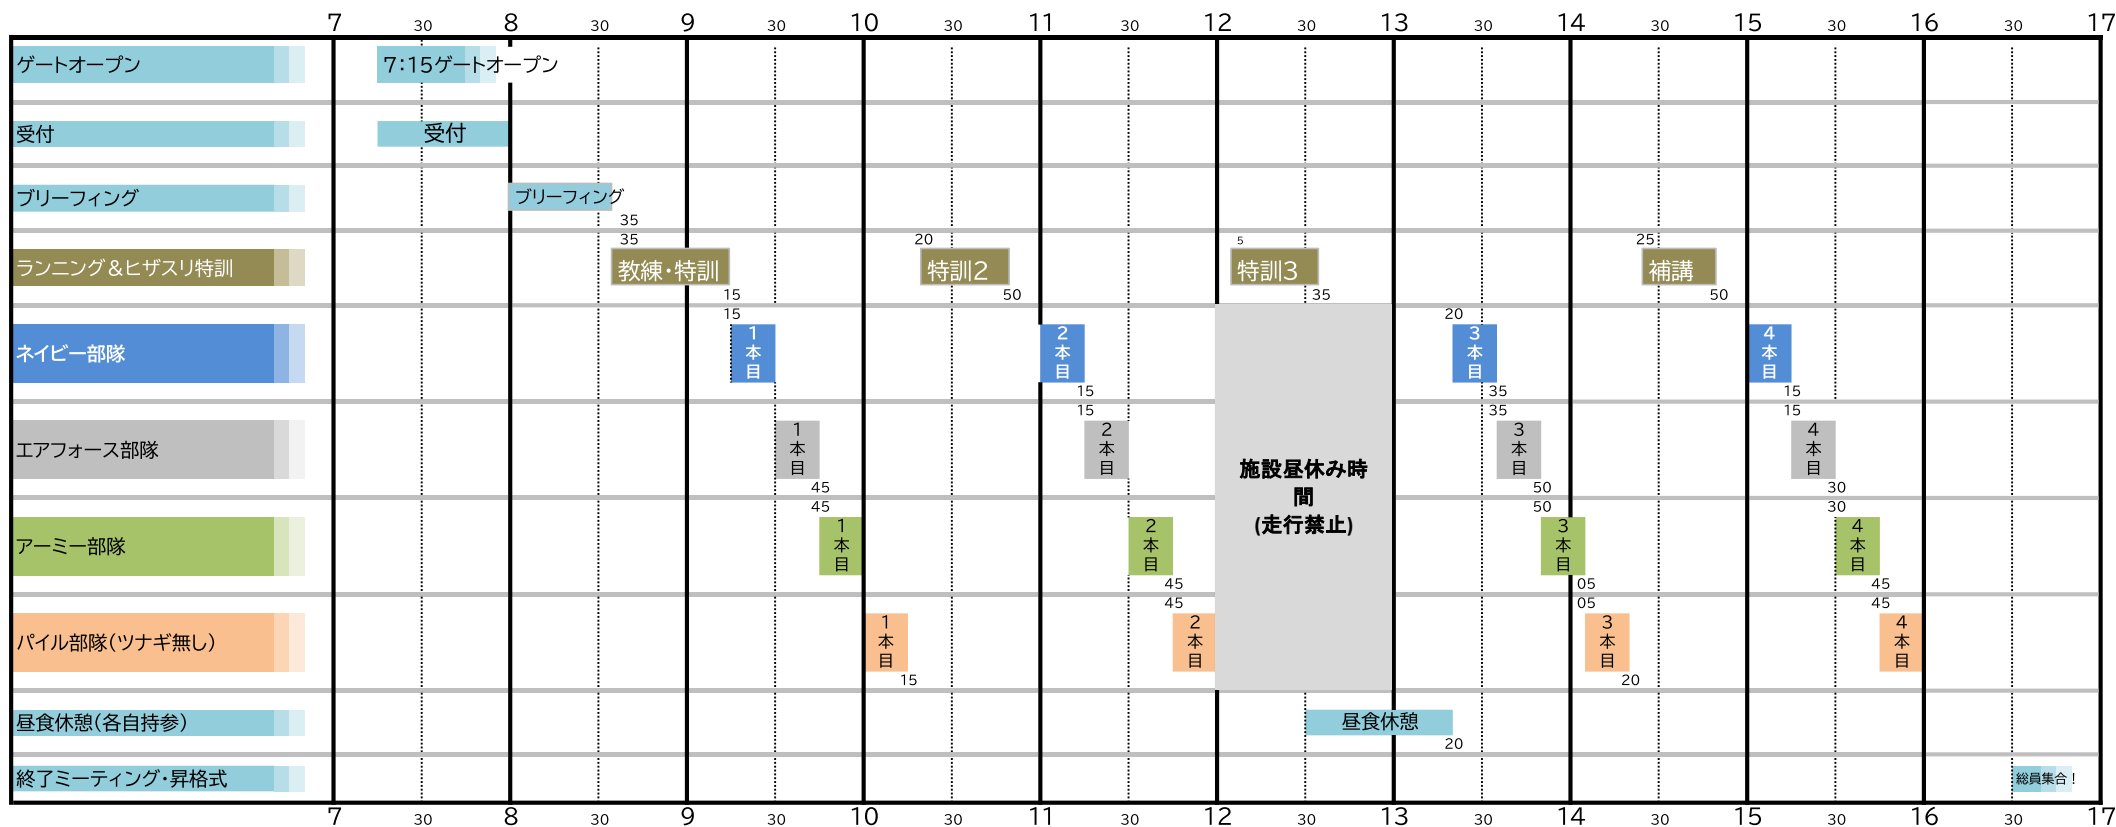 7 30 8 30 9 30 10 30 11 30 12 30 13 30 14 30 15 30 16 30 17
ゲートオープン 7:15ゲートオープン
受付 受付
ブリーフィング ブリーフィング
35
35 20 5 25
ランニング&ヒザスリ特訓 教練・特訓 特訓2 特訓3 補講
15 50 35 50
15 20
ネイビー部隊 1本目 2本目 3本目 4本目
15 35 15
15 35 15
エアフォース部隊 1本目 2本目 3本目 4本目
45 50 30
45 50 30
アーミー部隊 1本目 2本目 3本目 4本目
45 05 45
45 05 45
パイル部隊(ツナギ無し) 1本目 2本目 3本目 4本目
15 20
施設昼休み時
間
(走行禁止)
昼食休憩(各自持参) 昼食休憩
20
終了ミーティング・昇格式 総員集合!
7 30 8 30 9 30 10 30 11 30 12 30 13 30 14 30 15 30 16 30 17